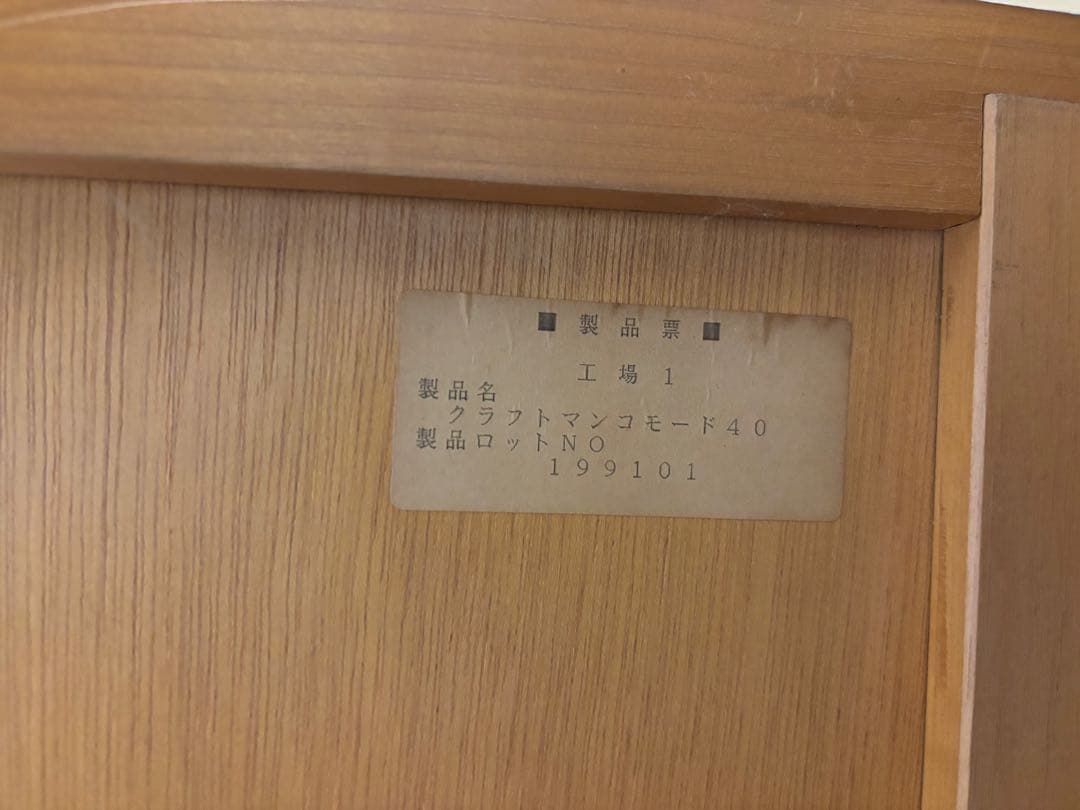 ■ 製品票 ■
工場1
製品名
クラフトマンコモード40
製品ロットNO
199101